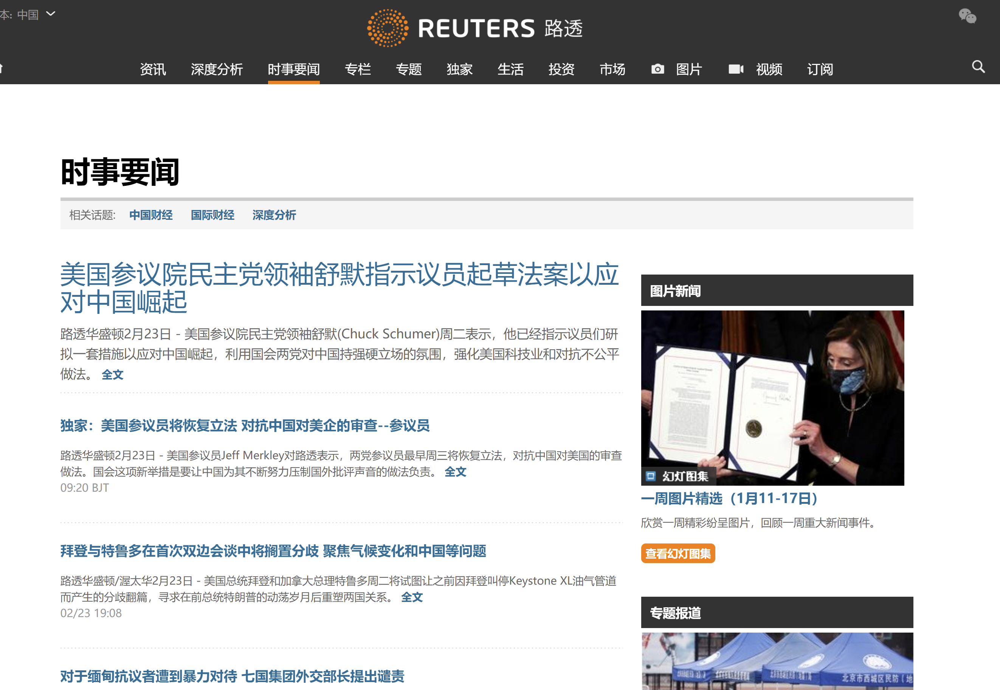 本: 中国
REUTERS 路透
资讯 深度分析 时事要闻 专栏 专题 独家 生活 投资 市场 图片 视频 订阅
时事要闻
相关话题: 中国财经 国际财经 深度分析
美国参议院民主党领袖舒默指示议员起草法案以应
对中国崛起
路透华盛顿2月23日 - 美国参议院民主党领袖舒默(Chuck Schumer)周二表示，他已经指示议员们研
拟一套措施以应对中国崛起，利用国会两党对中国持强硬立场的氛围，强化美国科技业和对抗不公平
做法。 全文
独家：美国参议员将恢复立法 对抗中国对美企的审查--参议员
路透华盛顿2月23日 - 美国参议员Jeff Merkley对路透表示，两党参议员最早周三将恢复立法，对抗中国对美国的审查
做法。国会这项新举措是要让中国为其不断努力压制国外批评声音的做法负责。 全文
09:20 BJT
拜登与特鲁多在首次双边会谈中将搁置分歧 聚焦气候变化和中国等问题
路透华盛顿/渥太华2月23日 - 美国总统拜登和加拿大总理特鲁多周二将试图让之前因拜登叫停Keystone XL油气管道
而产生的分歧翻篇，寻求在前总统特朗普的动荡岁月后重塑两国关系。 全文
02/23 19:08
对于缅甸抗议者遭到暴力对待 七国集团外交部长提出谴责
图片新闻
幻灯图集
一周图片精选（1月11-17日）
欣赏一周精彩纷呈图片，回顾一周重大新闻事件。
查看幻灯图集
专题报道
北京市西城区民防（地